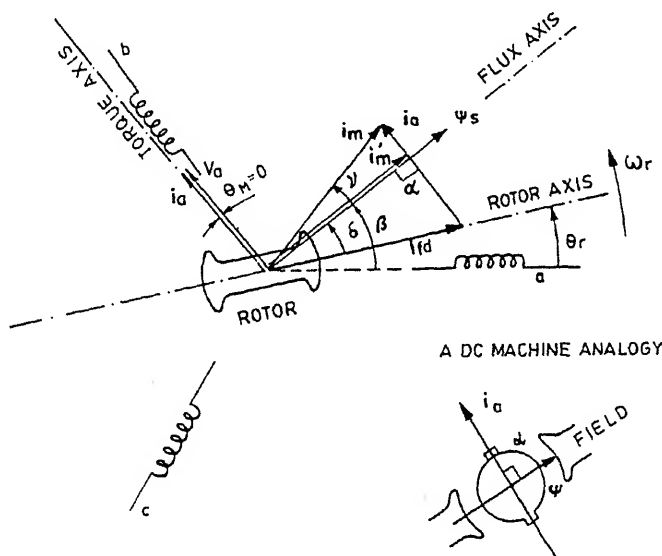 b
TORQUE AXIS
Va
ia
θM=0
FLUX AXIS
im
ia
ψs
i'm
ν
α
ωr
ROTOR AXIS
δ
β
ifd
θr
a
ROTOR
A DC MACHINE ANALOGY
ia
α
FIELD
ψ
c